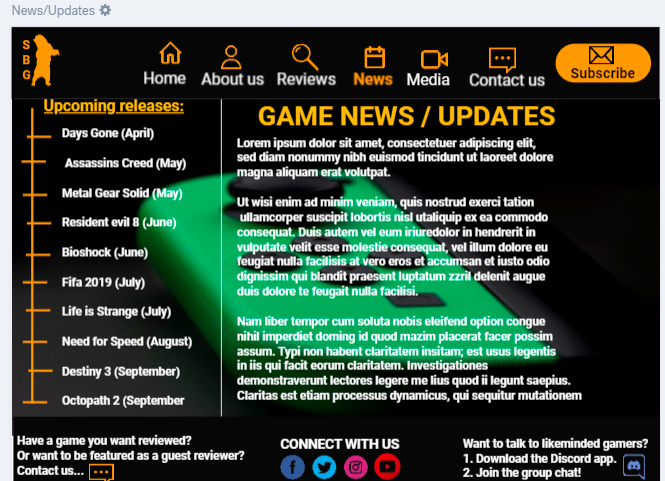 News/Updates
S
B
G
Home
About us
Reviews
News
Media
Contact us
Subscribe
Upcoming releases:
Days Gone (April)
Assassins Creed (May)
Metal Gear Solid (May)
Resident evil 8 (June)
Bioshock (June)
Fifa 2019 (July)
Life is Strange (July)
Need for Speed (August)
Destiny 3 (September)
Octopath 2 (September
GAME NEWS / UPDATES
Lorem ipsum dolor sit amet, consectetuer adipiscing elit,
sed diam nonummy nibh euismod tincidunt ut laoreet dolore
magna aliquam erat volutpat.
Ut wisi enim ad minim veniam, quis nostrud exerci tation
ullamcorper suscipit lobortis nisl utaliquip ex ea commodo
consequat. Duis autem vel eum iriuredolor in hendrerit in
vulputate velit esse molestie consequat, vel illum dolore eu
feugiat nulla facilisis at vero eros et accumsan et iusto odio
dignissim qui blandit praesent luptatum zzril delenit augue
duis dolore te feugait nulla facilisi.
Nam liber tempor cum soluta nobis eleifend option congue
nihil imperdiet doming id quod mazim placerat facer possim
assum. Typi non habent claritatem insitam; est usus legentis
in iis qui facit eorum claritatem. Investigationes
demonstraverunt lectores legere me lius quod ii legunt saepius.
Claritas est etiam processus dynamicus, qui sequitur mutationem
Have a game you want reviewed?
Or want to be featured as a guest reviewer?
Contact us...
CONNECT WITH US
Want to talk to likeminded gamers?
1. Download the Discord app.
2. Join the group chat!